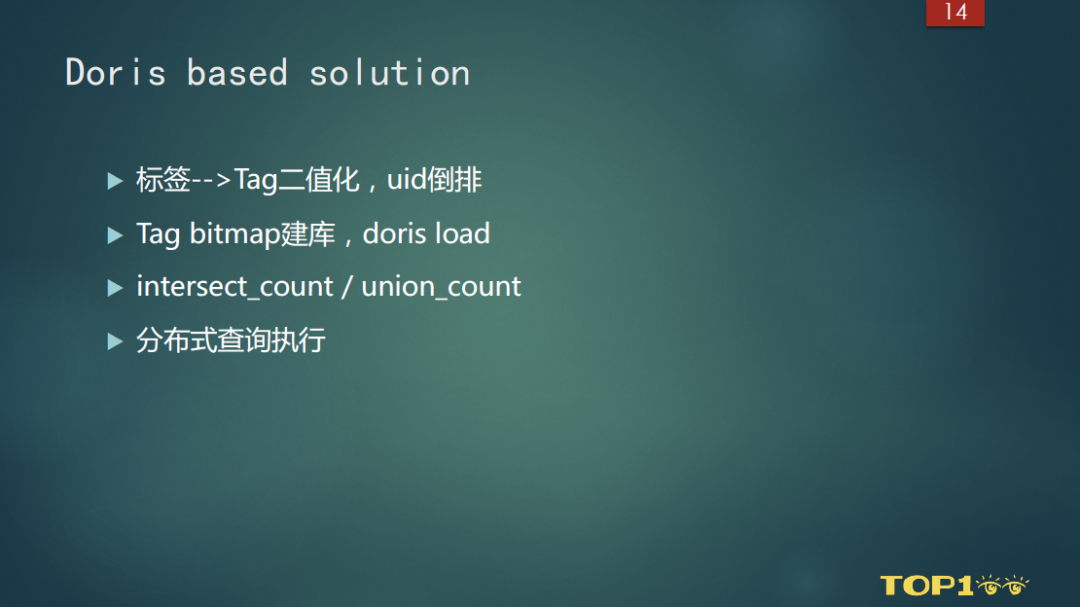 14
Doris based solution
标签-->Tag二值化，uid倒排
Tag bitmap建库，doris load
intersect_count / union_count
分布式查询执行
TOP100